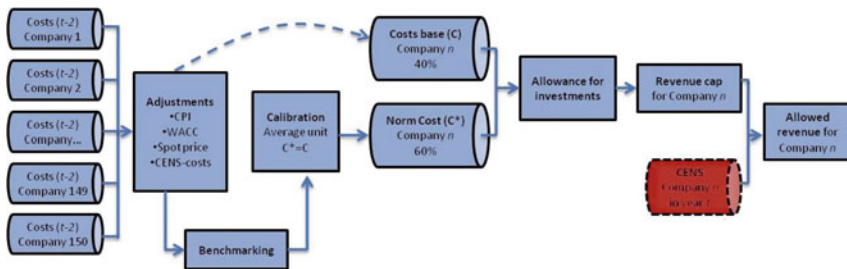 Costs (t-2)
Company 1
Costs (t-2)
Company 2
Costs (t-2)
Company...
Costs (t-2)
Company 149
Costs (t-2)
Company 150
Adjustments
•CPI
•WACC
•Spot price
•CENS-costs
Benchmarking
Calibration
Average unit
C*=C
Costs base (C)
Company n
40%
Norm Cost (C*)
Company n
60%
Allowance for
investments
Revenue cap
for Company n
CENS
Company n
in year t
Allowed
revenue for
Company n